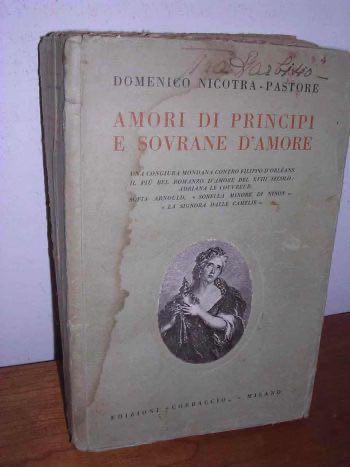 DOMENICO NICOTRA-PASTORE
AMORI DI PRINCIPI
E SOVRANE D'AMORE
UNA CONGIURA MONDANA CONTRO FILIPPO D'ORLÉANS
IL PIÙ BEL ROMANZO D'AMORE DEL XVIII SECOLO:
ADRIANA LE COUVREUR
SOFIA ARNOULD, « SORELLA MINORE DI NINON »
« LA SIGNORA DALLE CAMELIE »
EDIZIONI «CORBACCIO» - MILANO